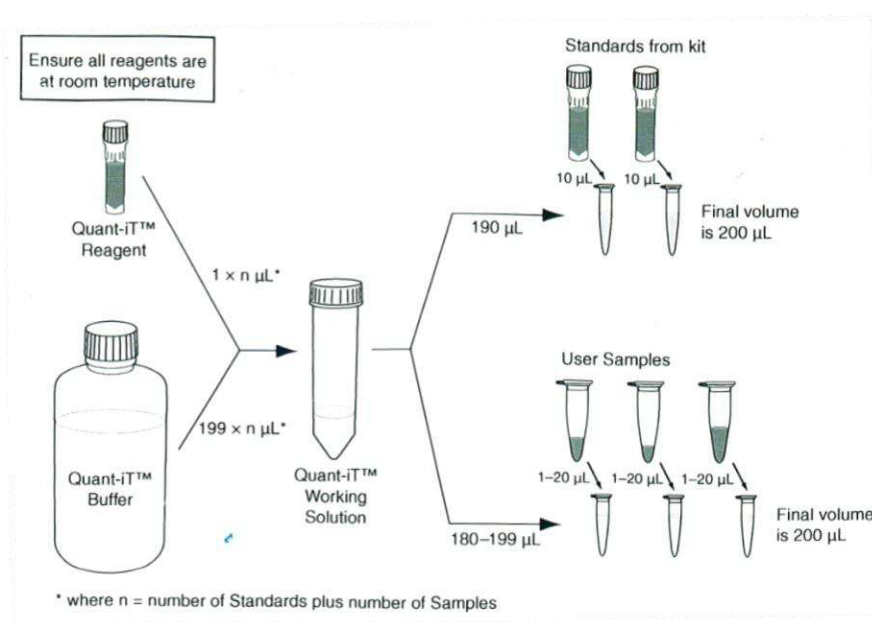 Ensure all reagents are
at room temperature
Standards from kit
10 µL
10 µL
Final volume
is 200 µL
Quant-iT™
Reagent
190 µL
1 × n µL*
User Samples
199 × n µL*
Quant-iT™
Buffer
Quant-iT™
Working
Solution
1–20 µL
1–20 µL
1–20 µL
180–199 µL
Final volume
is 200 µL
* where n = number of Standards plus number of Samples